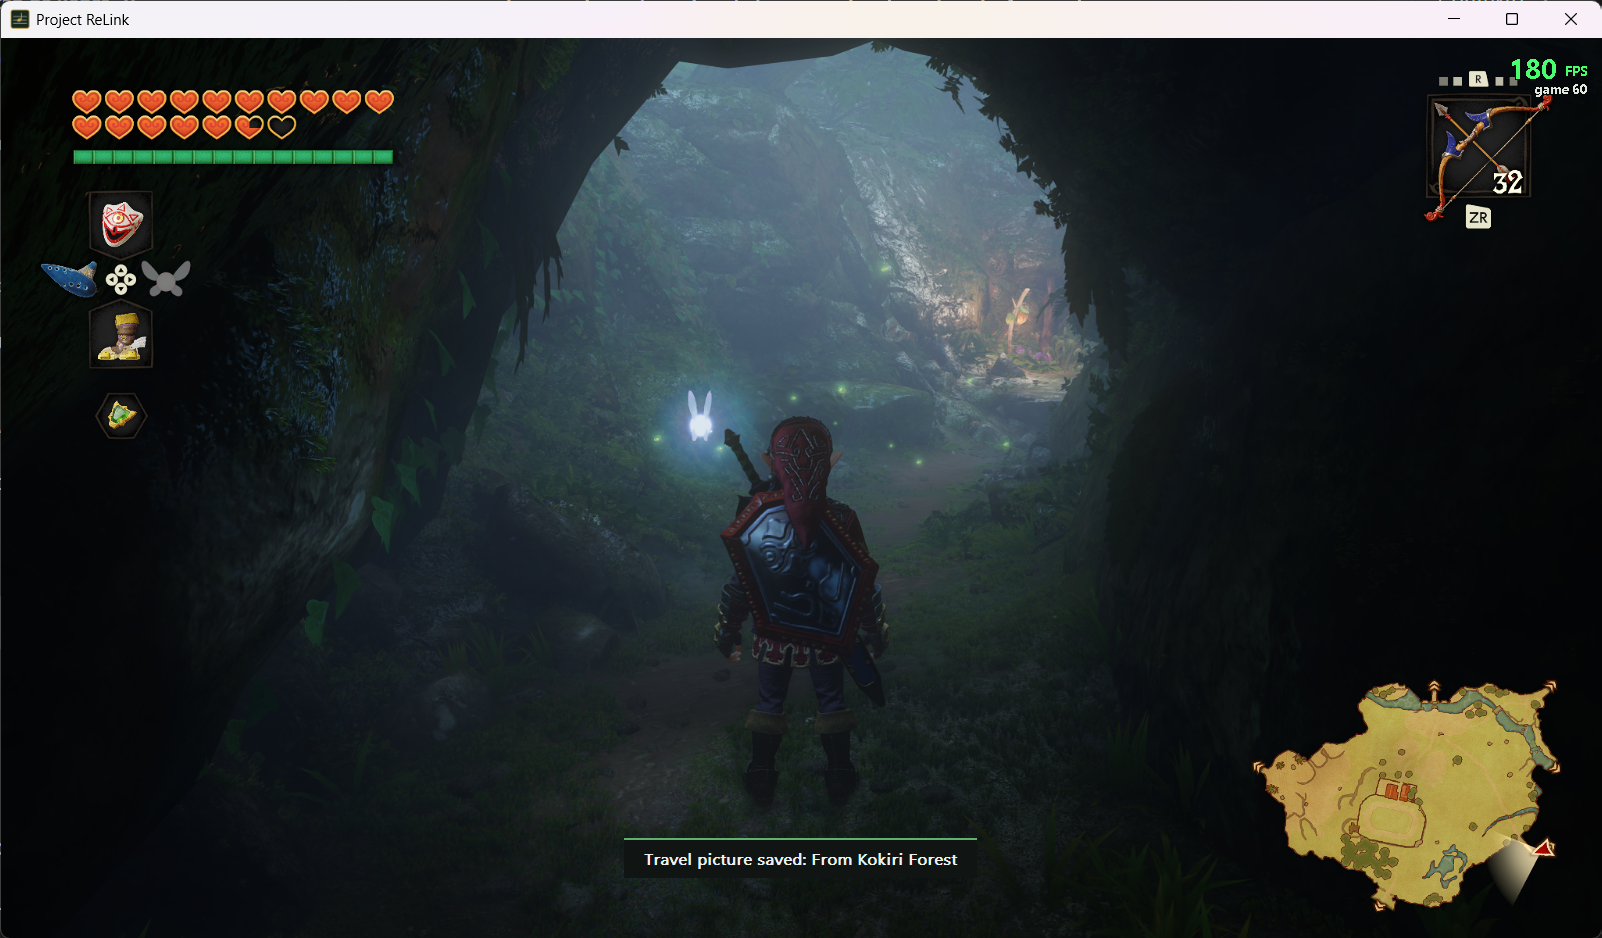 Project ReLink
R
180 FPS
game 60
32
ZR
Travel picture saved: From Kokiri Forest